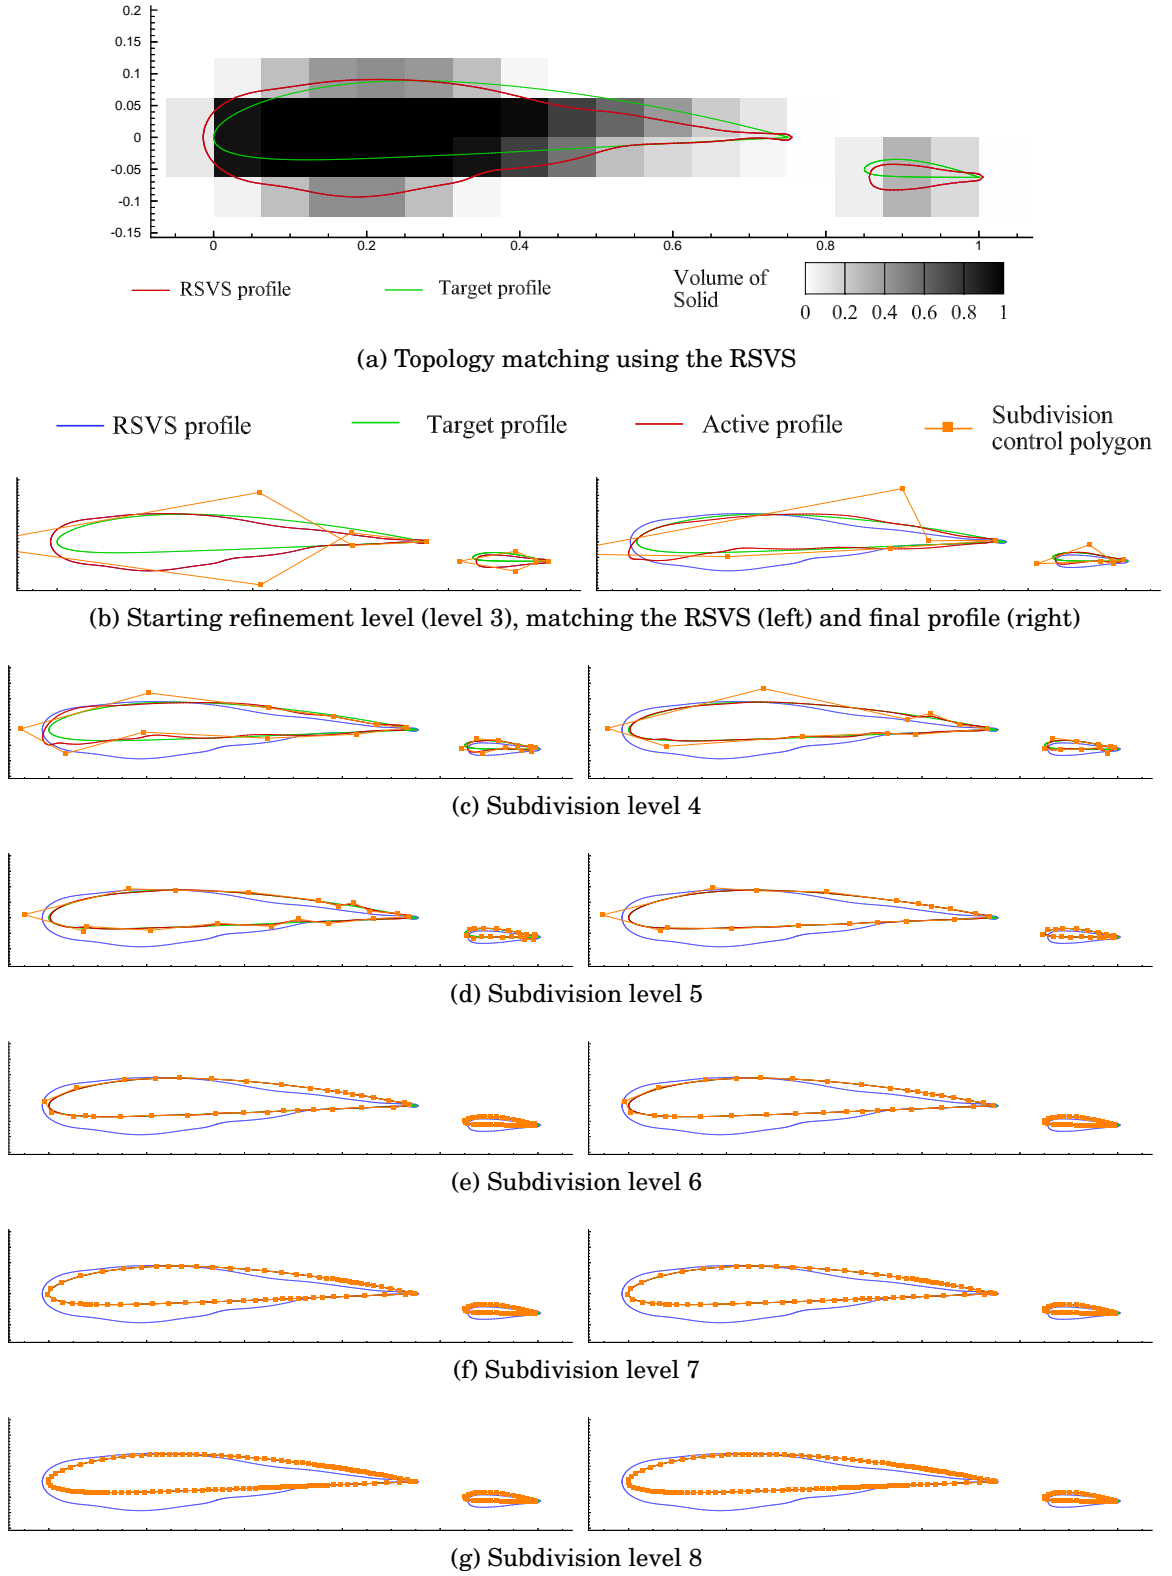 0.2
0.15
0.1
0.05
0
-0.05
-0.1
-0.15
0 0.2 0.4 0.6 0.8 1
RSVS profile
Target profile
Volume of
Solid
0 0.2 0.4 0.6 0.8 1
(a) Topology matching using the RSVS
RSVS profile
Target profile
Active profile
Subdivision
control polygon
(b) Starting refinement level (level 3), matching the RSVS (left) and final profile (right)
(c) Subdivision level 4
(d) Subdivision level 5
(e) Subdivision level 6
(f) Subdivision level 7
(g) Subdivision level 8